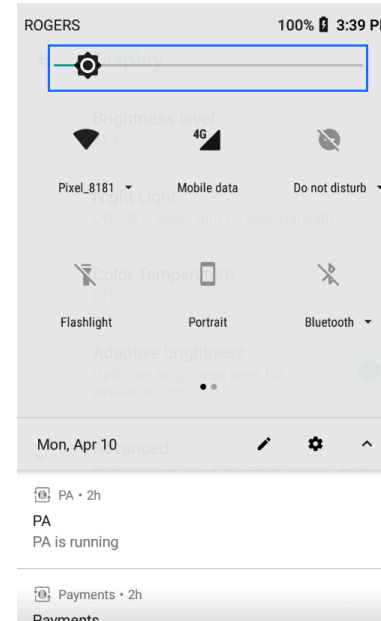 ROGERS 100% 3:39 P
Display
Brightness level
4G
Pixel_8181 Mobile data Do not disturb
Night Light
Off / Will never turn on automatically
Color Temperature
Off
Flashlight Portrait Bluetooth
Adaptive brightness
Optimise brightness level for
available light
Mon, Apr 10
Advanced
PA • 2h
PA
PA is running
Payments • 2h
Payments